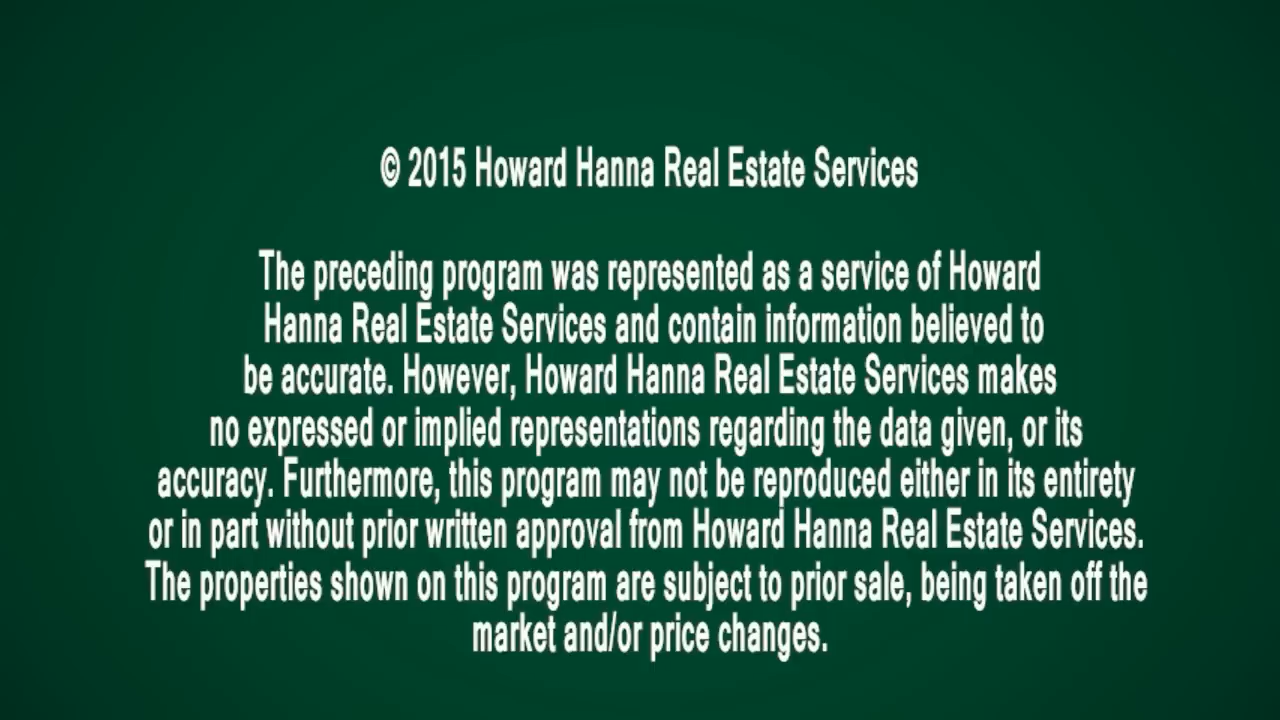 © 2015 Howard Hanna Real Estate Services
The preceding program was represented as a service of Howard
Hanna Real Estate Services and contain information believed to
be accurate. However, Howard Hanna Real Estate Services makes
no expressed or implied representations regarding the data given, or its
accuracy. Furthermore, this program may not be reproduced either in its entirety
or in part without prior written approval from Howard Hanna Real Estate Services.
The properties shown on this program are subject to prior sale, being taken off the
market and/or price changes.